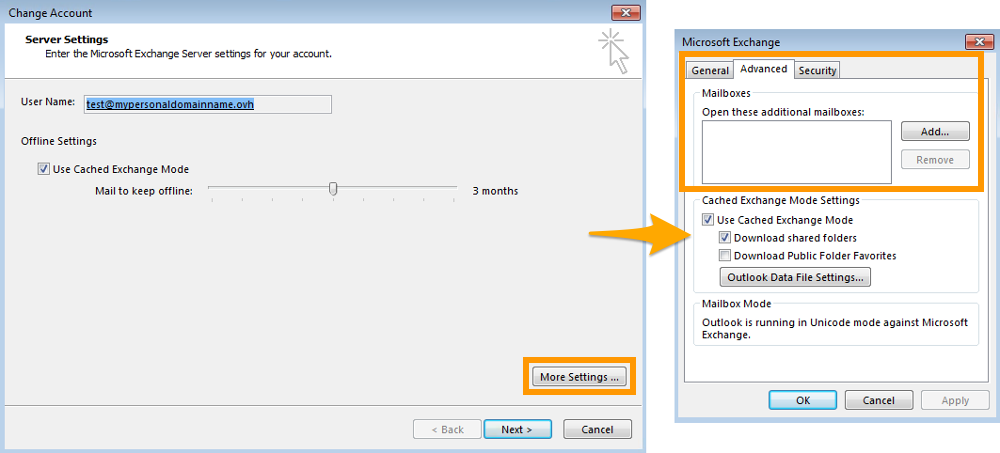 Change Account
Server Settings
Enter the Microsoft Exchange Server settings for your account.
User Name: test@mypersonaldomainname.ovh
Offline Settings
Use Cached Exchange Mode
Mail to keep offline: 3 months
More Settings ...
< Back Next > Cancel
Microsoft Exchange
General Advanced Security
Mailboxes
Open these additional mailboxes:
Add...
Remove
Cached Exchange Mode Settings
Use Cached Exchange Mode
Download shared folders
Download Public Folder Favorites
Outlook Data File Settings...
Mailbox Mode
Outlook is running in Unicode mode against Microsoft
Exchange.
OK Cancel Apply